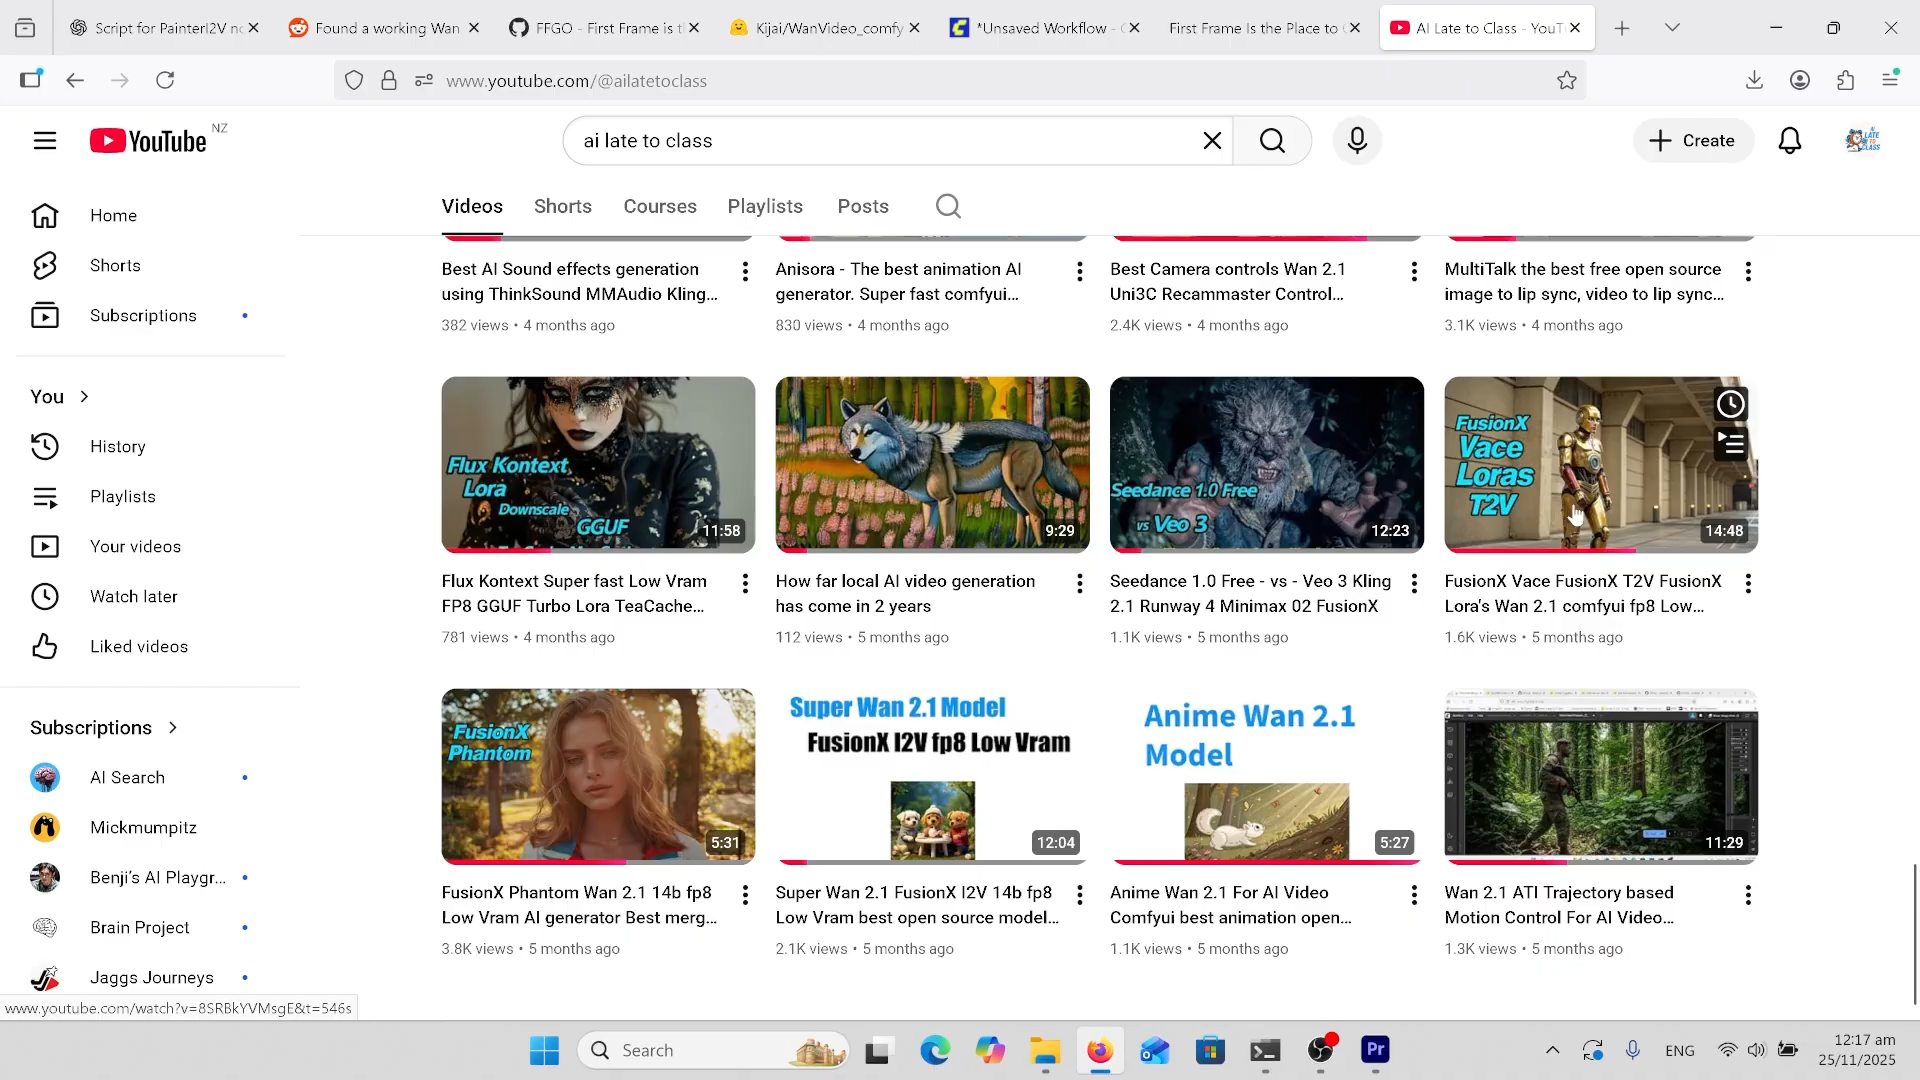 Script for PainterI2V no
Found a working Wan
FFGO - First Frame is t
Kijai/WanVideo_comfy
*Unsaved Workflow -
First Frame Is the Place to
AI Late to Class - YouT
www.youtube.com/@ailatetoclass
YouTube NZ
ai late to class
Create
Home
Shorts
Subscriptions
You
History
Playlists
Your videos
Watch later
Liked videos
Subscriptions
AI Search
Mickmumpitz
Benji's AI Playgr...
Brain Project
Jaggs Journeys
Videos Shorts Courses Playlists Posts
Best AI Sound effects generation
using ThinkSound MMAudio Kling...
382 views • 4 months ago
Anisora - The best animation AI
generator. Super fast comfyui...
830 views • 4 months ago
Best Camera controls Wan 2.1
Uni3C Recammaster Control...
2.4K views • 4 months ago
MultiTalk the best free open source
image to lip sync, video to lip sync...
3.1K views • 4 months ago
Flux Kontext
Lora
Downscale
GGUF
11:58
Flux Kontext Super fast Low Vram
FP8 GGUF Turbo Lora TeaCache...
781 views • 4 months ago
9:29
How far local AI video generation
has come in 2 years
112 views • 5 months ago
Seedance 1.0 Free
vs Veo 3
12:23
Seedance 1.0 Free - vs - Veo 3 Kling
2.1 Runway 4 Minimax 02 FusionX
1.1K views • 5 months ago
FusionX
Vace
Loras
T2V
14:48
FusionX Vace FusionX T2V FusionX
Lora's Wan 2.1 comfyui fp8 Low...
1.6K views • 5 months ago
FusionX
Phantom
5:31
FusionX Phantom Wan 2.1 14b fp8
Low Vram AI generator Best merg...
3.8K views • 5 months ago
Super Wan 2.1 Model
FusionX I2V fp8 Low Vram
12:04
Super Wan 2.1 FusionX I2V 14b fp8
Low Vram best open source model...
2.1K views • 5 months ago
Anime Wan 2.1
Model
5:27
Anime Wan 2.1 For AI Video
Comfyui best animation open...
1.1K views • 5 months ago
11:29
Wan 2.1 ATI Trajectory based
Motion Control For AI Video...
1.3K views • 5 months ago
www.youtube.com/watch?v=8SRBkYVMsgE&t=546s
Search
Pr
ENG
12:17 am
25/11/2025